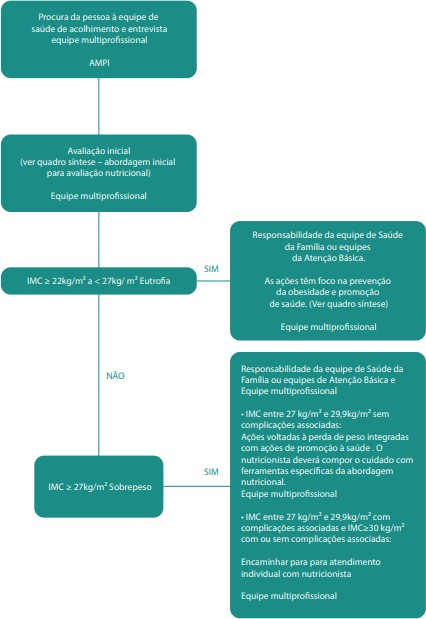 Procura da pessoa à equipe de
saúde de acolhimento e entrevista
equipe multiprofissional
AMPI
Avaliação inicial
(ver quadro síntese – abordagem inicial
para avaliação nutricional)
Equipe multiprofissional
IMC ≥ 22kg/m² a < 27kg/ m² Eutrofia
SIM
Responsabilidade da equipe de Saúde
da Família ou equipes
da Atenção Básica.
As ações têm foco na prevenção
da obesidade e promoção
de saúde. (Ver quadro síntese)
Equipe multiprofissional
NÃO
IMC ≥ 27kg/m² Sobrepeso
SIM
Responsabilidade da equipe de Saúde da
Família ou equipes de Atenção Básica e
Equipe multiprofissional
• IMC entre 27 kg/m² e 29,9kg/m² sem
complicações associadas:
Ações voltadas à perda de peso integradas
com ações de promoção à saúde . O
nutricionista deverá compor o cuidado com
ferramentas específicas da abordagem
nutricional.
Equipe multiprofissional
• IMC entre 27 kg/m² e 29,9kg/m² com
complicações associadas e IMC≥30 kg/m²
com ou sem complicações associadas:
Encaminhar para para atendimento
individual com nutricionista
Equipe multiprofissional